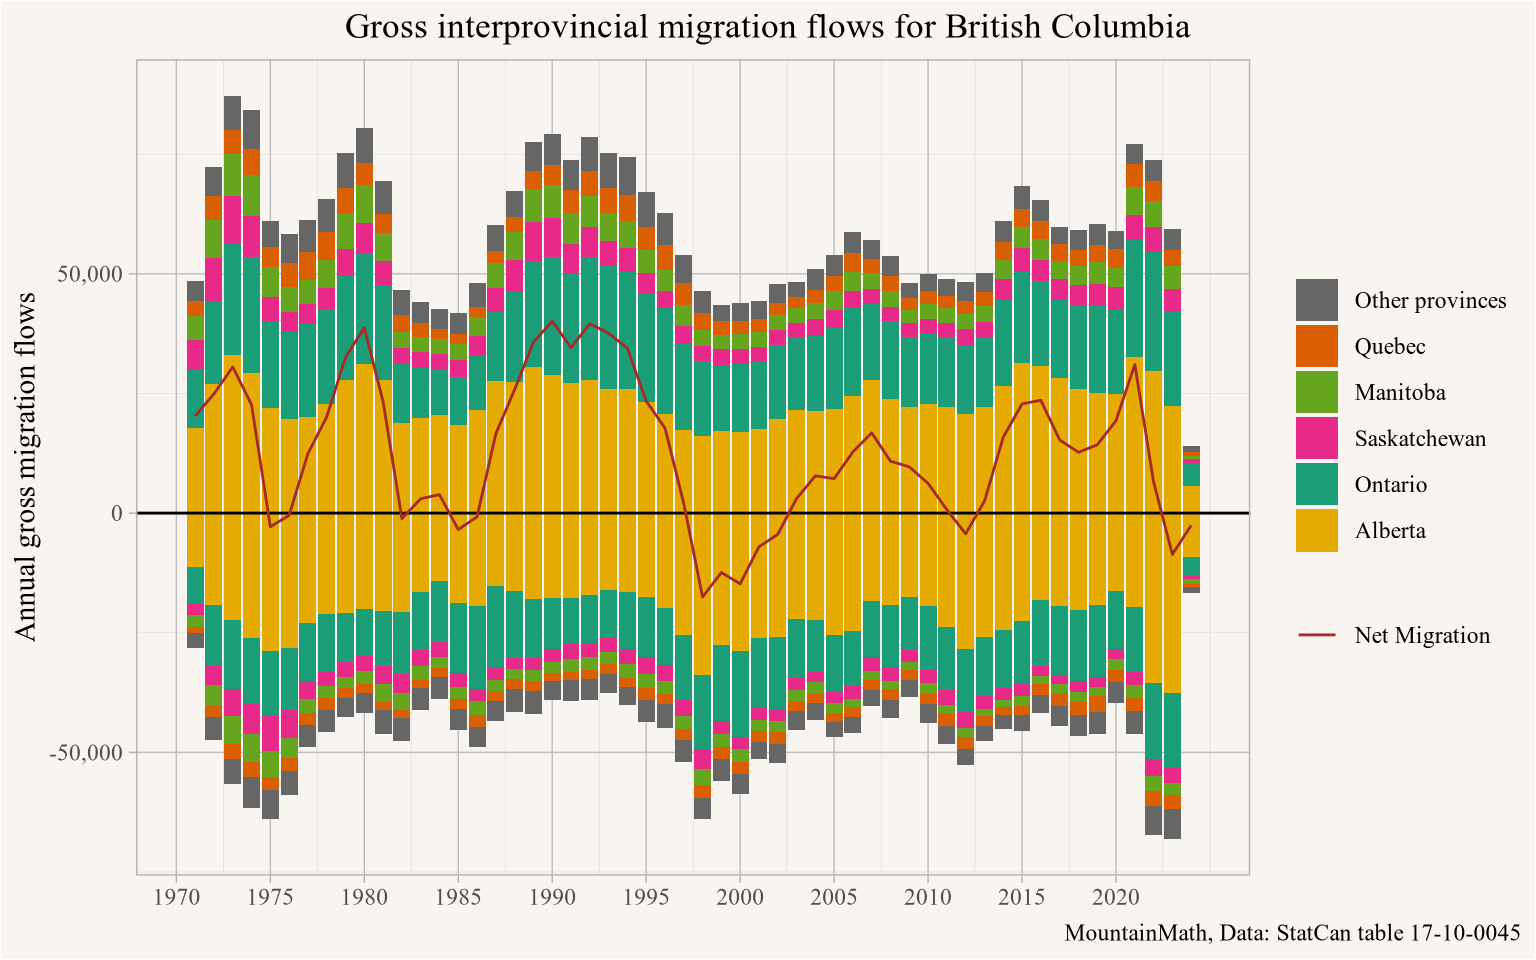 Gross interprovincial migration flows for British Columbia
Annual gross migration flows
50,000
0
-50,000
1970 1975 1980 1985 1990 1995 2000 2005 2010 2015 2020
Other provinces
Quebec
Manitoba
Saskatchewan
Ontario
Alberta
Net Migration
MountainMath, Data: StatCan table 17-10-0045